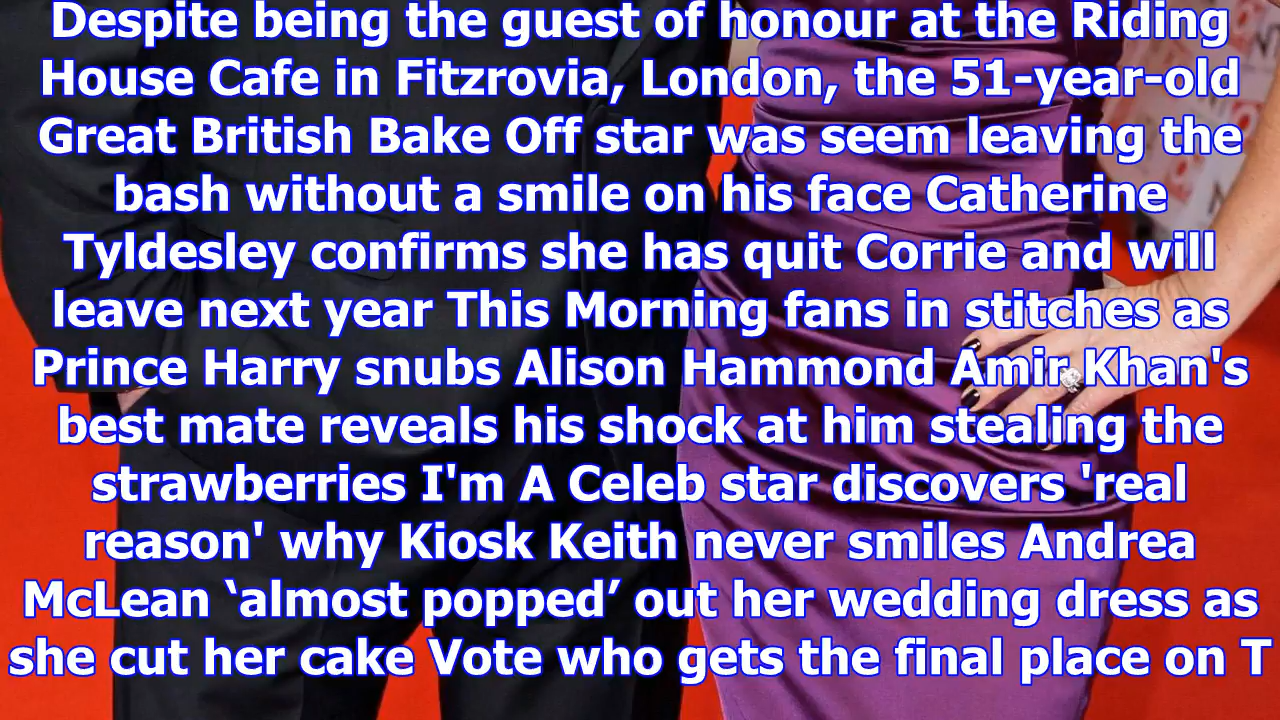 Despite being the guest of honour at the Riding
House Cafe in Fitzrovia, London, the 51-year-old
Great British Bake Off star was seem leaving the
bash without a smile on his face Catherine
Tyldesley confirms she has quit Corrie and will
leave next year This Morning fans in stitches as
Prince Harry snubs Alison Hammond Amir Khan's
best mate reveals his shock at him stealing the
strawberries I'm A Celeb star discovers 'real
reason' why Kiosk Keith never smiles Andrea
McLean ‘almost popped’ out her wedding dress as
she cut her cake Vote who gets the final place on T